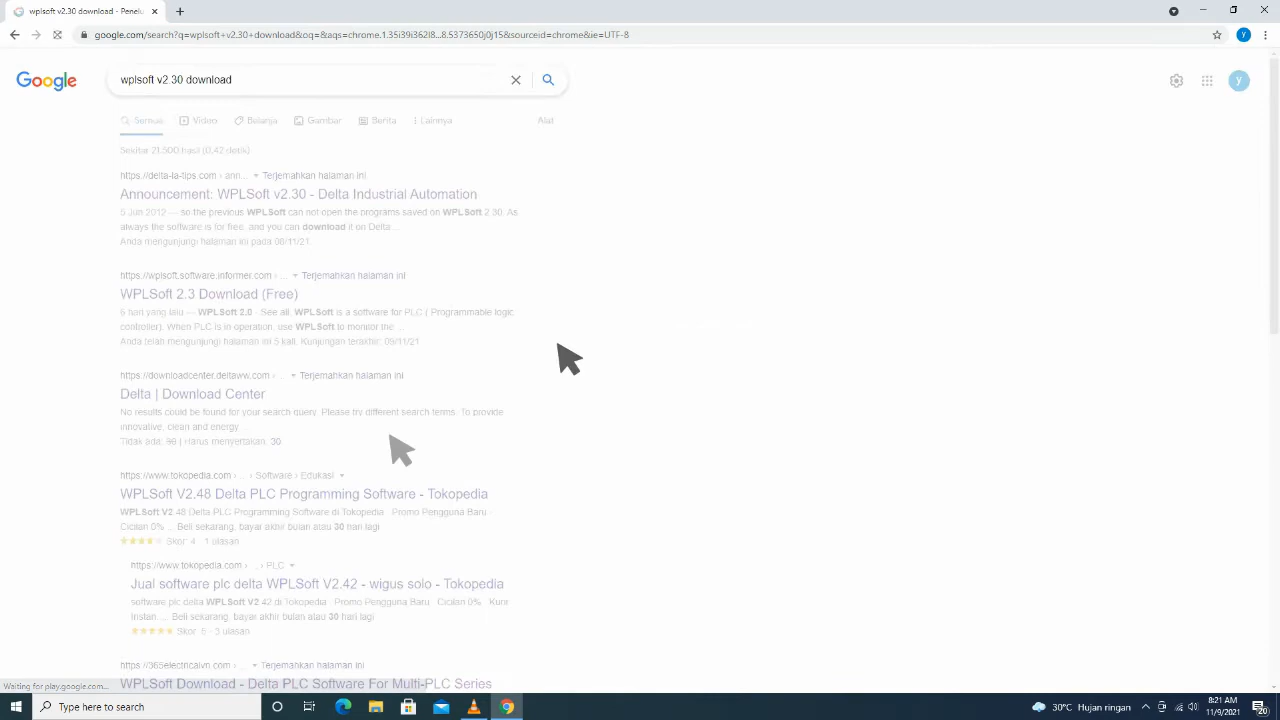 wplsoft v2.30 download - Penelu
google.com/search?q=wplsoft+v2.30+download&oq=&aqs=chrome.1.35i39i362l8...8.5373650j0j15&sourceid=chrome&ie=UTF-8
Google
wplsoft v2.30 download
Semua
Video
Belanja
Gambar
Berita
Lainnya
Alat
Sekitar 21.500 hasil (0,42 detik)
https://delta-ia-tips.com › ann... Terjemahkan halaman ini
Announcement: WPLSoft v2.30 - Delta Industrial Automation
5 Jun 2012 — so the previous WPLSoft can not open the programs saved on WPLSoft 2.30. As
always the software is for free, and you can download it on Delta ...
Anda mengunjungi halaman ini pada 08/11/21.
https://wplsoft.software.informer.com › ... Terjemahkan halaman ini
WPLSoft 2.3 Download (Free)
6 hari yang lalu — WPLSoft 2.0 · See all. WPLSoft is a software for PLC ( Programmable logic
controller). When PLC is in operation, use WPLSoft to monitor the ...
Anda telah mengunjungi halaman ini 5 kali. Kunjungan terakhir: 09/11/21
https://downloadcenter.deltaww.com › ... Terjemahkan halaman ini
Delta | Download Center
No results could be found for your search query. Please try different search terms. To provide
innovative, clean and energy...
Tidak ada: 30 | Harus menyertakan: 30
https://www.tokopedia.com › ... › Software › Edukasi
WPLSoft V2.48 Delta PLC Programming Software - Tokopedia
WPLSoft V2.48 Delta PLC Programming Software di Tokopedia · Promo Pengguna Baru ·
Cicilan 0% ... Beli sekarang, bayar akhir bulan atau 30 hari lagi
Skor: 4 · 1 ulasan
https://www.tokopedia.com › ... › PLC
Jual software plc delta WPLSoft V2.42 - wigus solo - Tokopedia
software plc delta WPLSoft V2.42 di Tokopedia · Promo Pengguna Baru · Cicilan 0% · Kurir
Instan ... Beli sekarang, bayar akhir bulan atau 30 hari lagi
Skor: 5 · 3 ulasan
https://365electricalvn.com › ... Terjemahkan halaman ini
WPLSoft Download - Delta PLC Software For Multi-PLC Series
Waiting for play.google.com...
Type here to search
30°C Hujan ringan
8:21 AM
11/9/2021
20